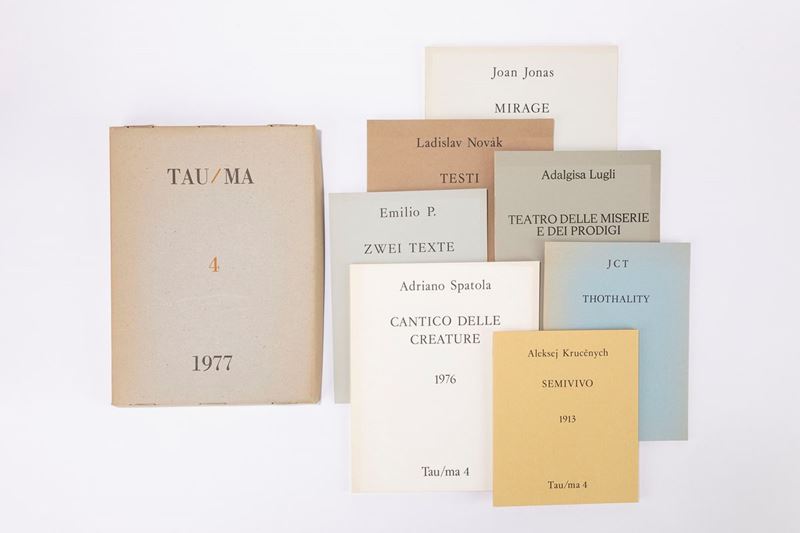 TAU/MA
4
1977
Joan Jonas
MIRAGE
Ladislav Novák
TESTI
Adalgisa Lugli
TEATRO DELLE MISERIE
E DEI PRODIGI
Emilio P.
ZWEI TEXTE
JCT
THOTHALITY
Adriano Spatola
CANTICO DELLE
CREATURE
1976
Tau/ma 4
Aleksej Kručënych
SEMIVIVO
1913
Tau/ma 4